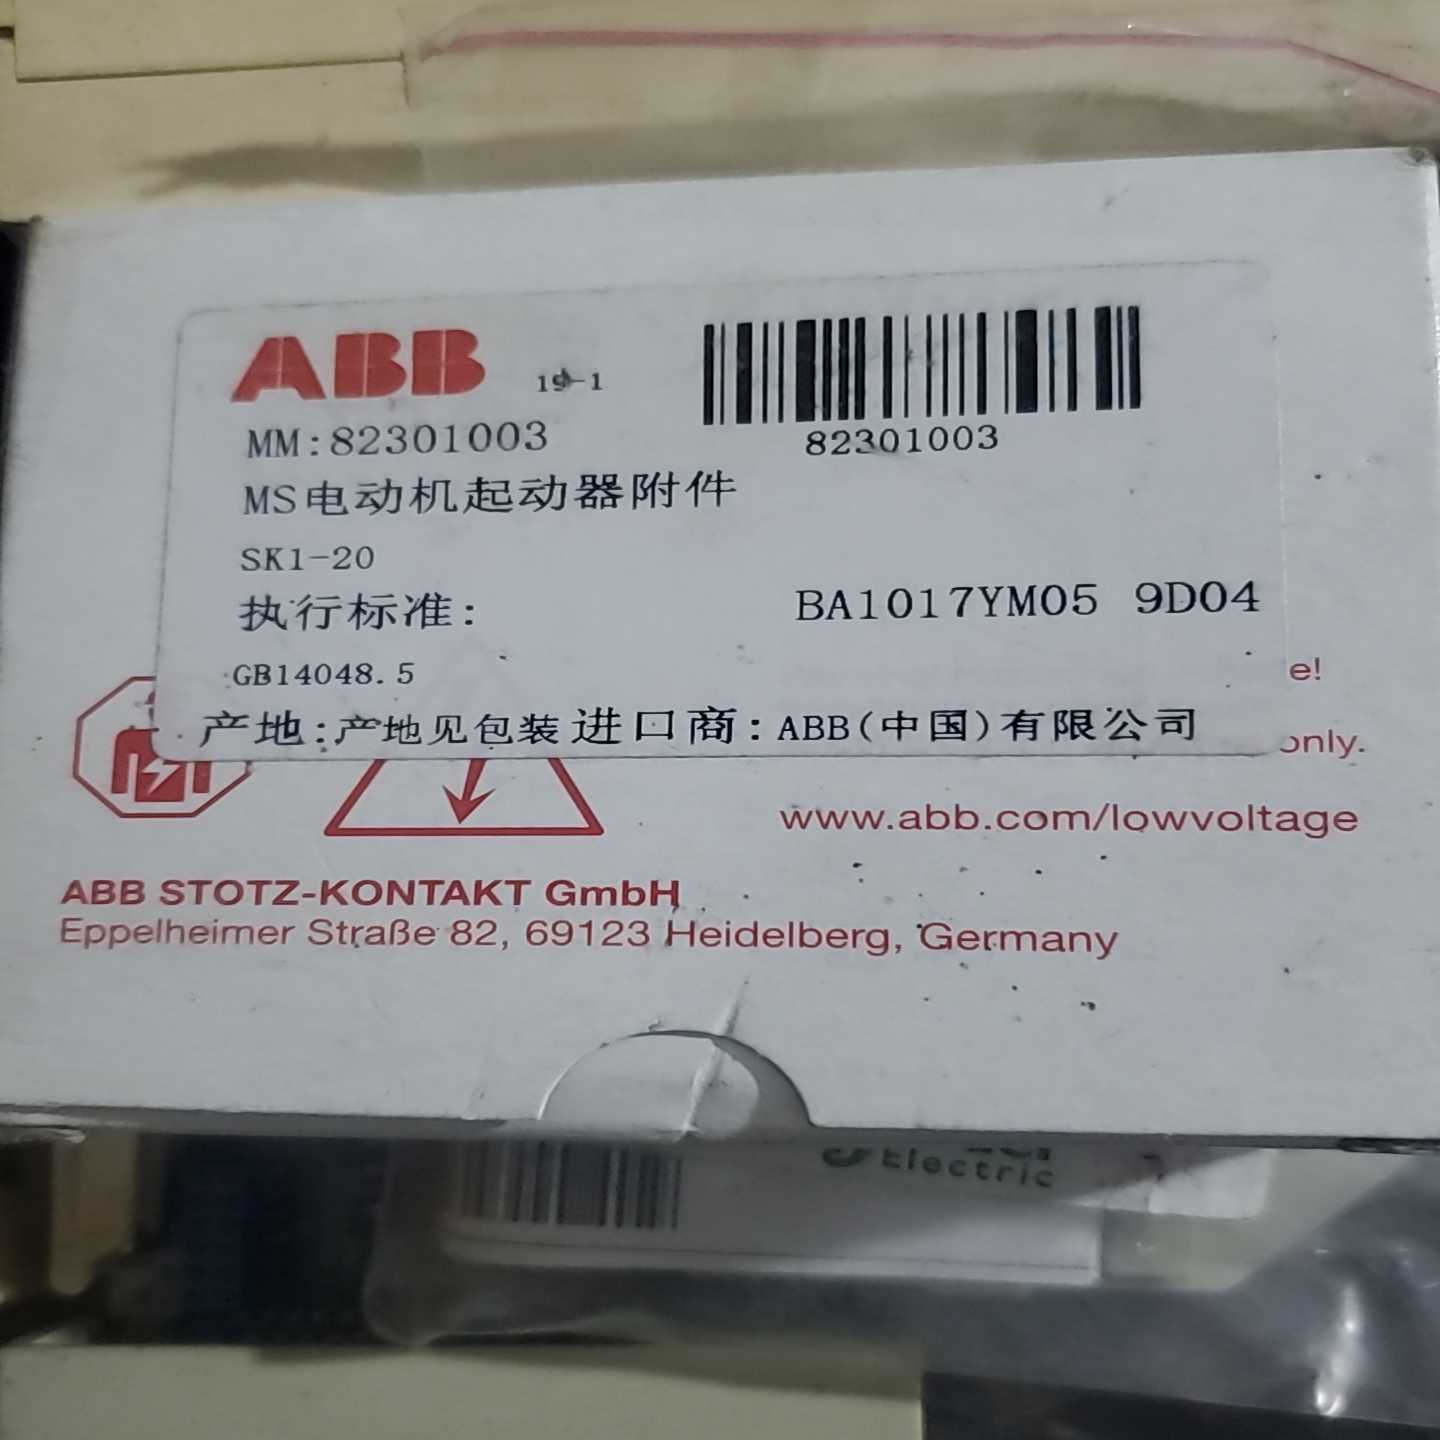 ABB 19-1
82301003
MM:82301003
MS电动机起动器附件
SK1-20
执行标准:
BA1017YM05 9D04
GB14048.5
e!
产地:产地见包装 进口商:ABB(中国)有限公司
only.
www.abb.com/lowvoltage
ABB STOTZ-KONTAKT GmbH
Eppelheimer Straße 82, 69123 Heidelberg, Germany
Electric